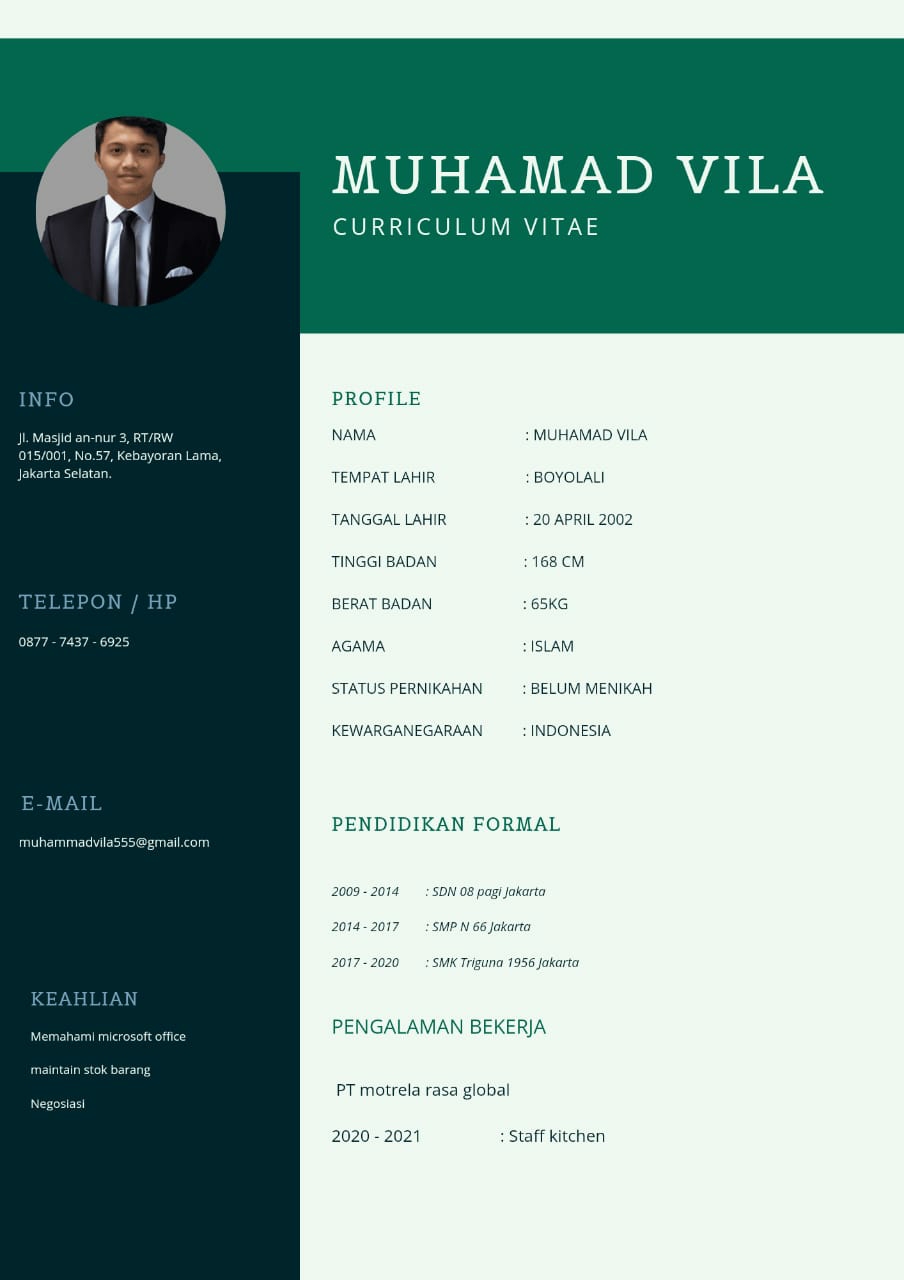 MUHAMAD VILA
CURRICULUM VITAE
INFO
Jl. Masjid an-nur 3, RT/RW
015/001, No.57, Kebayoran Lama,
Jakarta Selatan.
TELEPON / HP
0877 - 7437 - 6925
E-MAIL
muhammadvila555@gmail.com
KEAHLIAN
Memahami microsoft office
maintain stok barang
Negosiasi
PROFILE
NAMA : MUHAMAD VILA
TEMPAT LAHIR : BOYOLALI
TANGGAL LAHIR : 20 APRIL 2002
TINGGI BADAN : 168 CM
BERAT BADAN : 65KG
AGAMA : ISLAM
STATUS PERNIKAHAN : BELUM MENIKAH
KEWARGANEGARAAN : INDONESIA
PENDIDIKAN FORMAL
2009 - 2014 : SDN 08 pagi Jakarta
2014 - 2017 : SMP N 66 Jakarta
2017 - 2020 : SMK Triguna 1956 Jakarta
PENGALAMAN BEKERJA
PT motrela rasa global
2020 - 2021 : Staff kitchen